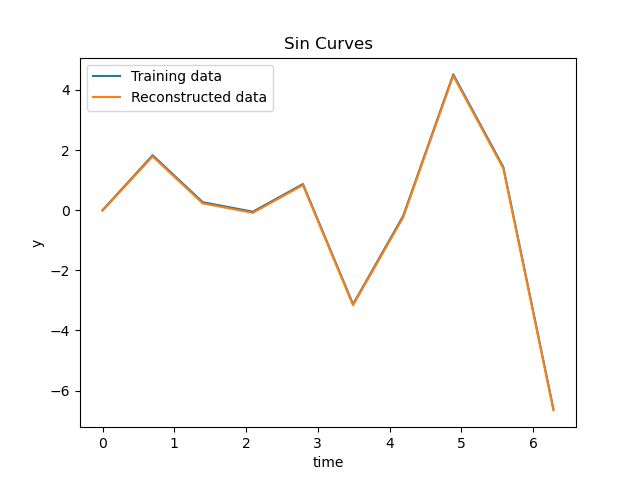 Sin Curves
Training data
Reconstructed data
4
2
0
−2
−4
−6
y
0 1 2 3 4 5 6
time